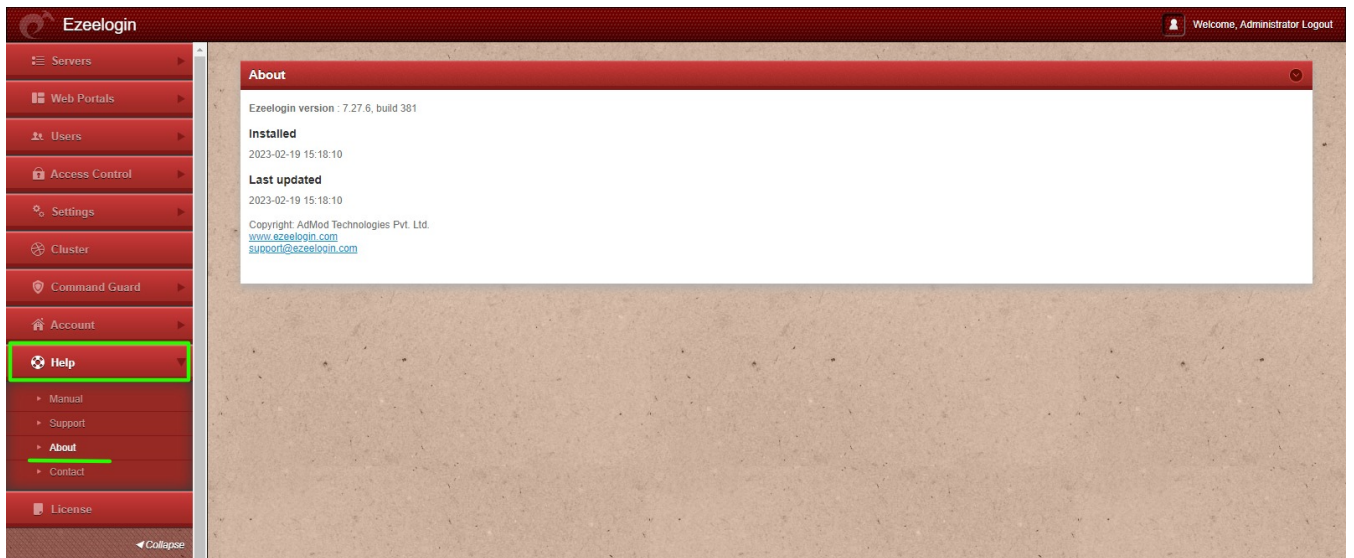 Ezeelogin
Welcome, Administrator Logout
Servers
Web Portals
Users
Access Control
Settings
Cluster
Command Guard
Account
Help
Manual
Support
About
Contact
License
Collapse
About
Ezeelogin version : 7.27.6, build 381
Installed
2023-02-19 15:18:10
Last updated
2023-02-19 15:18:10
Copyright: AdMod Technologies Pvt. Ltd.
www.ezeelogin.com
support@ezeelogin.com